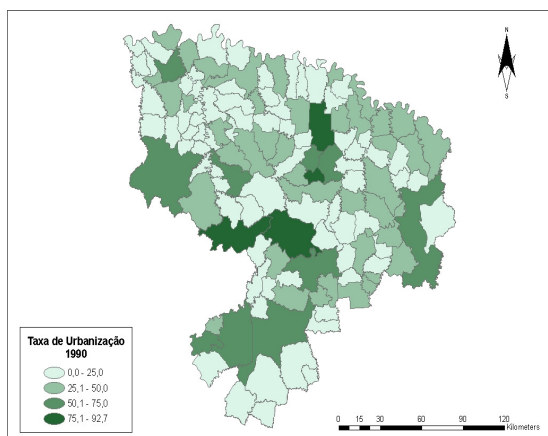 N
S
Taxa de Urbanização
1990
0,0 - 25,0
25,1 - 50,0
50,1 - 75,0
75,1 - 92,7
0 15 30 60 90 120
Kilometers